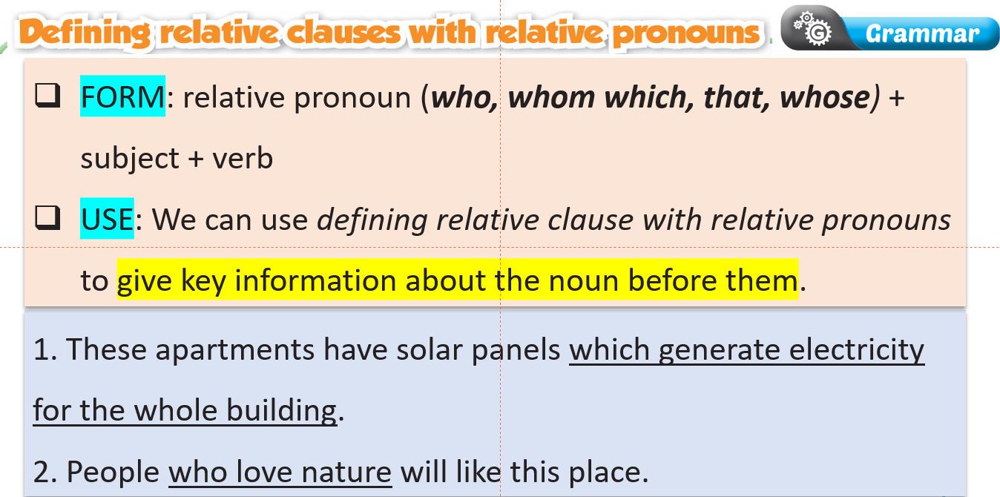 Defining relative clauses with relative pronouns
G Grammar
FORM: relative pronoun (who, whom which, that, whose) +
subject + verb
USE: We can use defining relative clause with relative pronouns
to give key information about the noun before them.
1. These apartments have solar panels which generate electricity
for the whole building.
2. People who love nature will like this place.